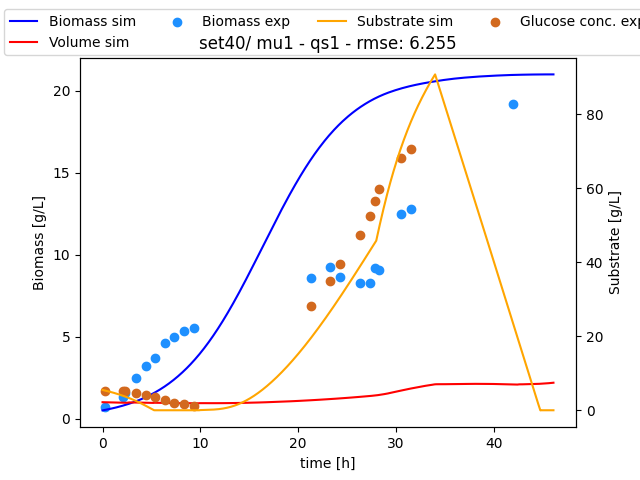 Biomass sim Biomass exp Substrate sim Glucose conc. exp
Volume sim
set40/ mu1 - qs1 - rmse: 6.255
20
15
10
5
0
Biomass [g/L]
80
60
40
20
0
Substrate [g/L]
0 10 20 30 40
time [h]